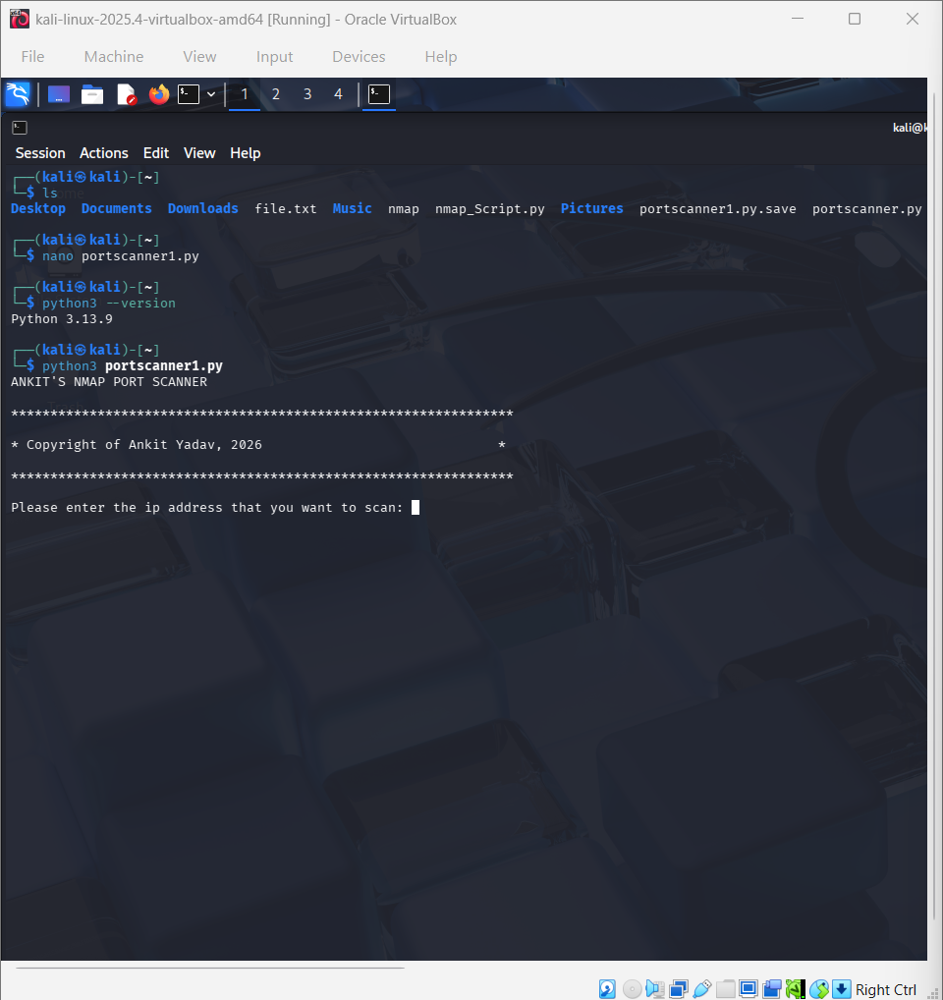 kali-linux-2025.4-virtualbox-amd64 [Running] - Oracle VirtualBox
File Machine View Input Devices Help
1 2 3 4
kali@k
Session Actions Edit View Help
┌──(kali㉿kali)-[~]
└─$ ls
Desktop Documents Downloads file.txt Music nmap nmap_Script.py Pictures portscanner1.py.save portscanner.py
┌──(kali㉿kali)-[~]
└─$ nano portscanner1.py
┌──(kali㉿kali)-[~]
└─$ python3 --version
Python 3.13.9
┌──(kali㉿kali)-[~]
└─$ python3 portscanner1.py
ANKIT'S NMAP PORT SCANNER
****************************************************************
* Copyright of Ankit Yadav, 2026 *
****************************************************************
Please enter the ip address that you want to scan:
Right Ctrl